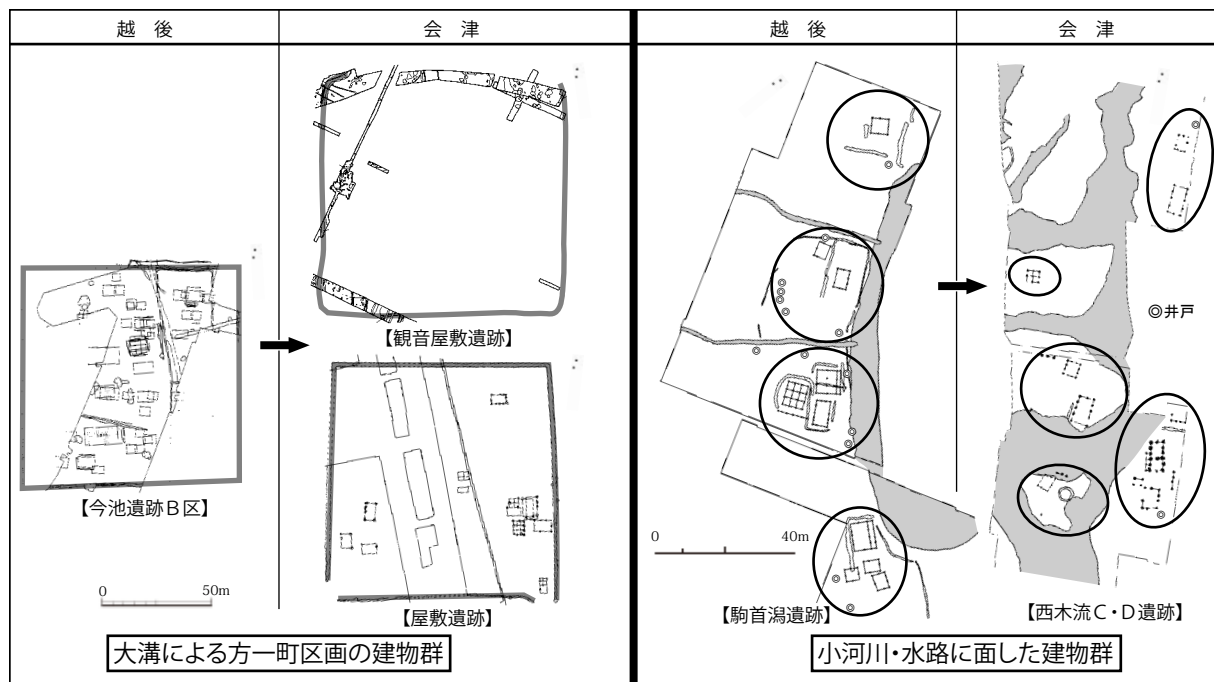 越後
会津
【観音屋敷遺跡】
【今池遺跡B区】
【屋敷遺跡】
0 50m
大溝による方一町区画の建物群
越後
会津
◎井戸
0 40m
【駒首潟遺跡】
【西木流C・D遺跡】
小河川・水路に面した建物群